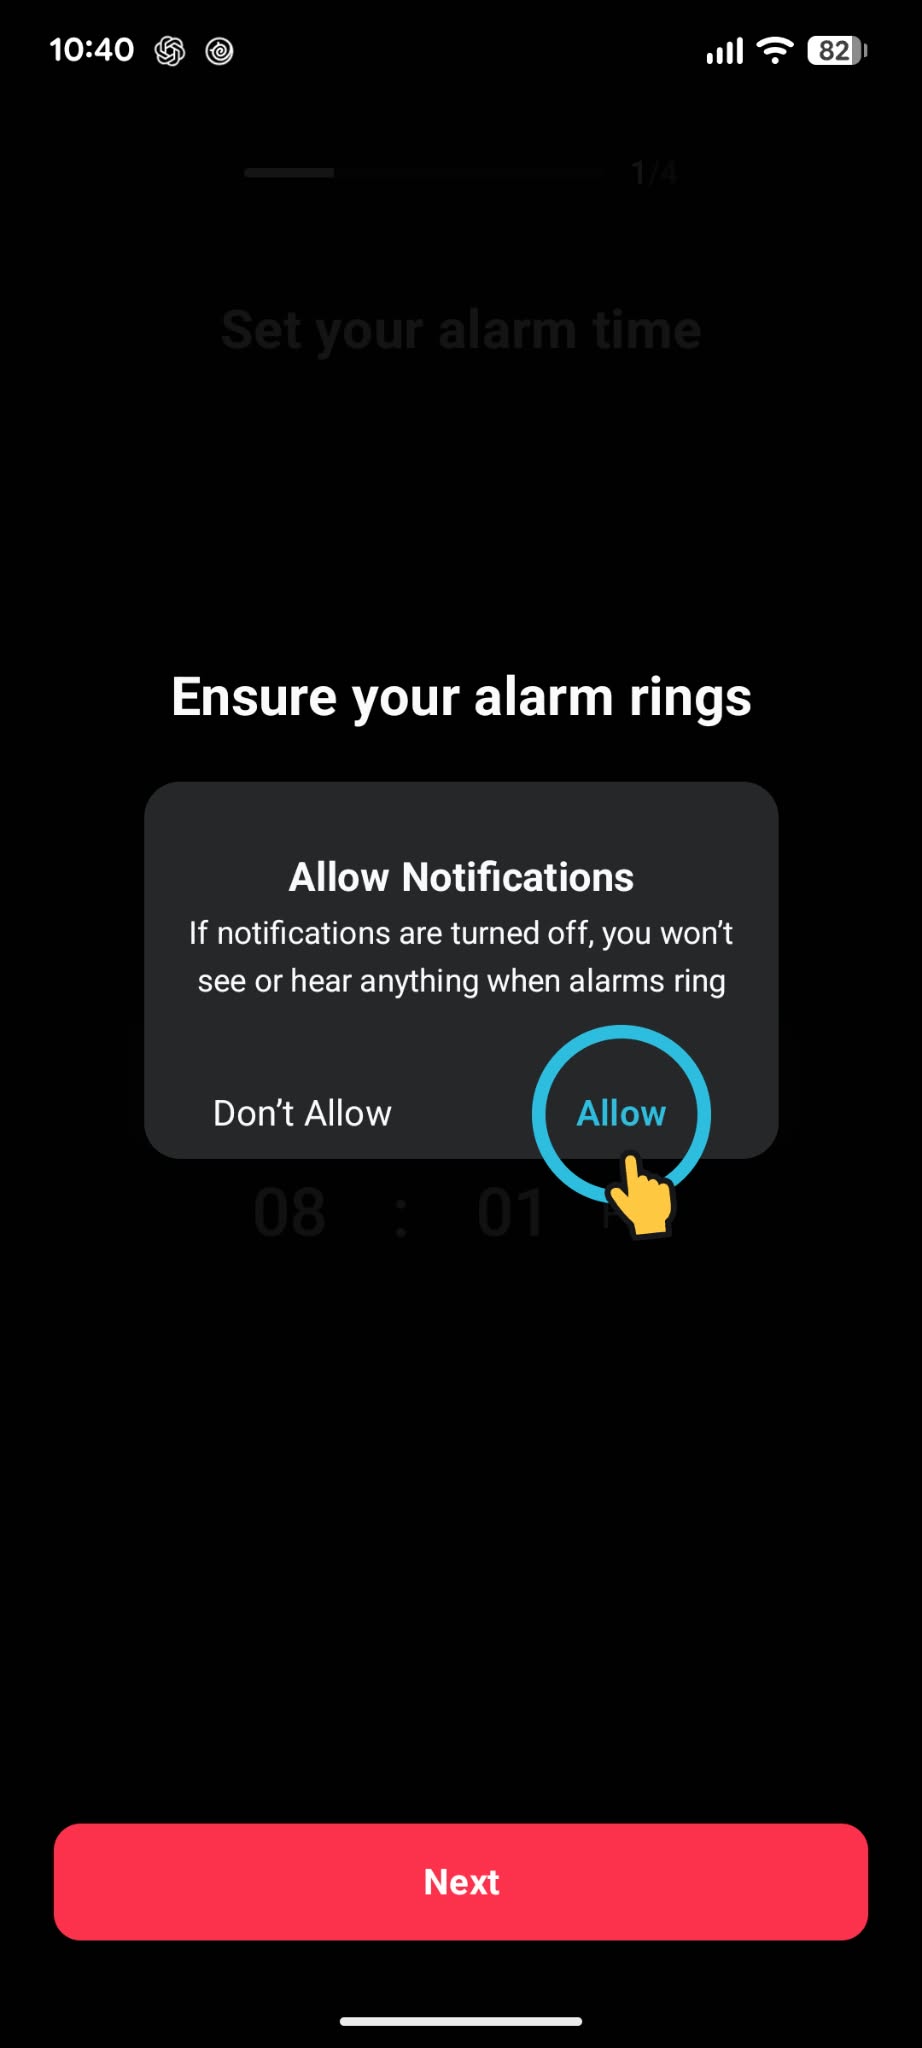 10:40
82
1/4
Set your alarm time
Ensure your alarm rings
Allow Notifications
If notifications are turned off, you won’t
see or hear anything when alarms ring
Don’t Allow
Allow
08 : 01
Next